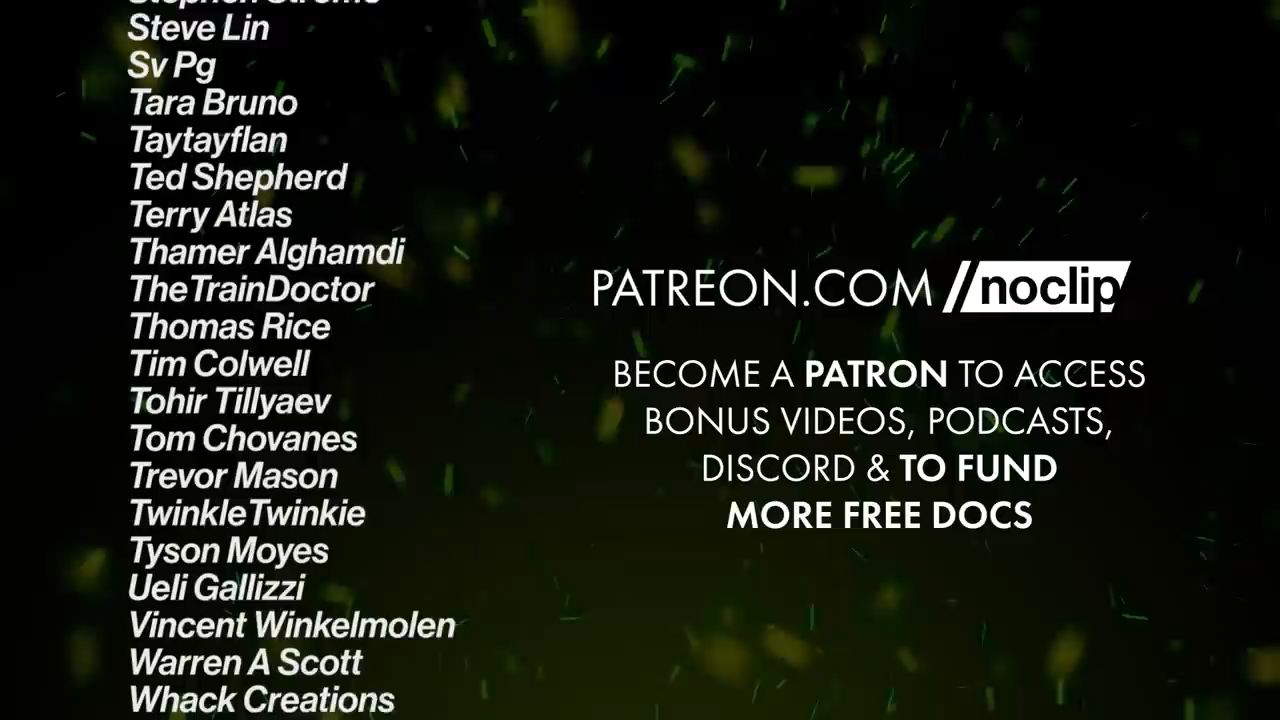 Steve Lin
Sv Pg
Tara Bruno
Taytayflan
Ted Shepherd
Terry Atlas
Thamer Alghamdi
TheTrainDoctor
Thomas Rice
Tim Colwell
Tohir Tillyaev
Tom Chovanes
Trevor Mason
TwinkleTwinkie
Tyson Moyes
Ueli Gallizzi
Vincent Winkelmolen
Warren A Scott
Whack Creations
PATREON.COM /noclip
BECOME A PATRON TO ACCESS
BONUS VIDEOS, PODCASTS,
DISCORD & TO FUND
MORE FREE DOCS